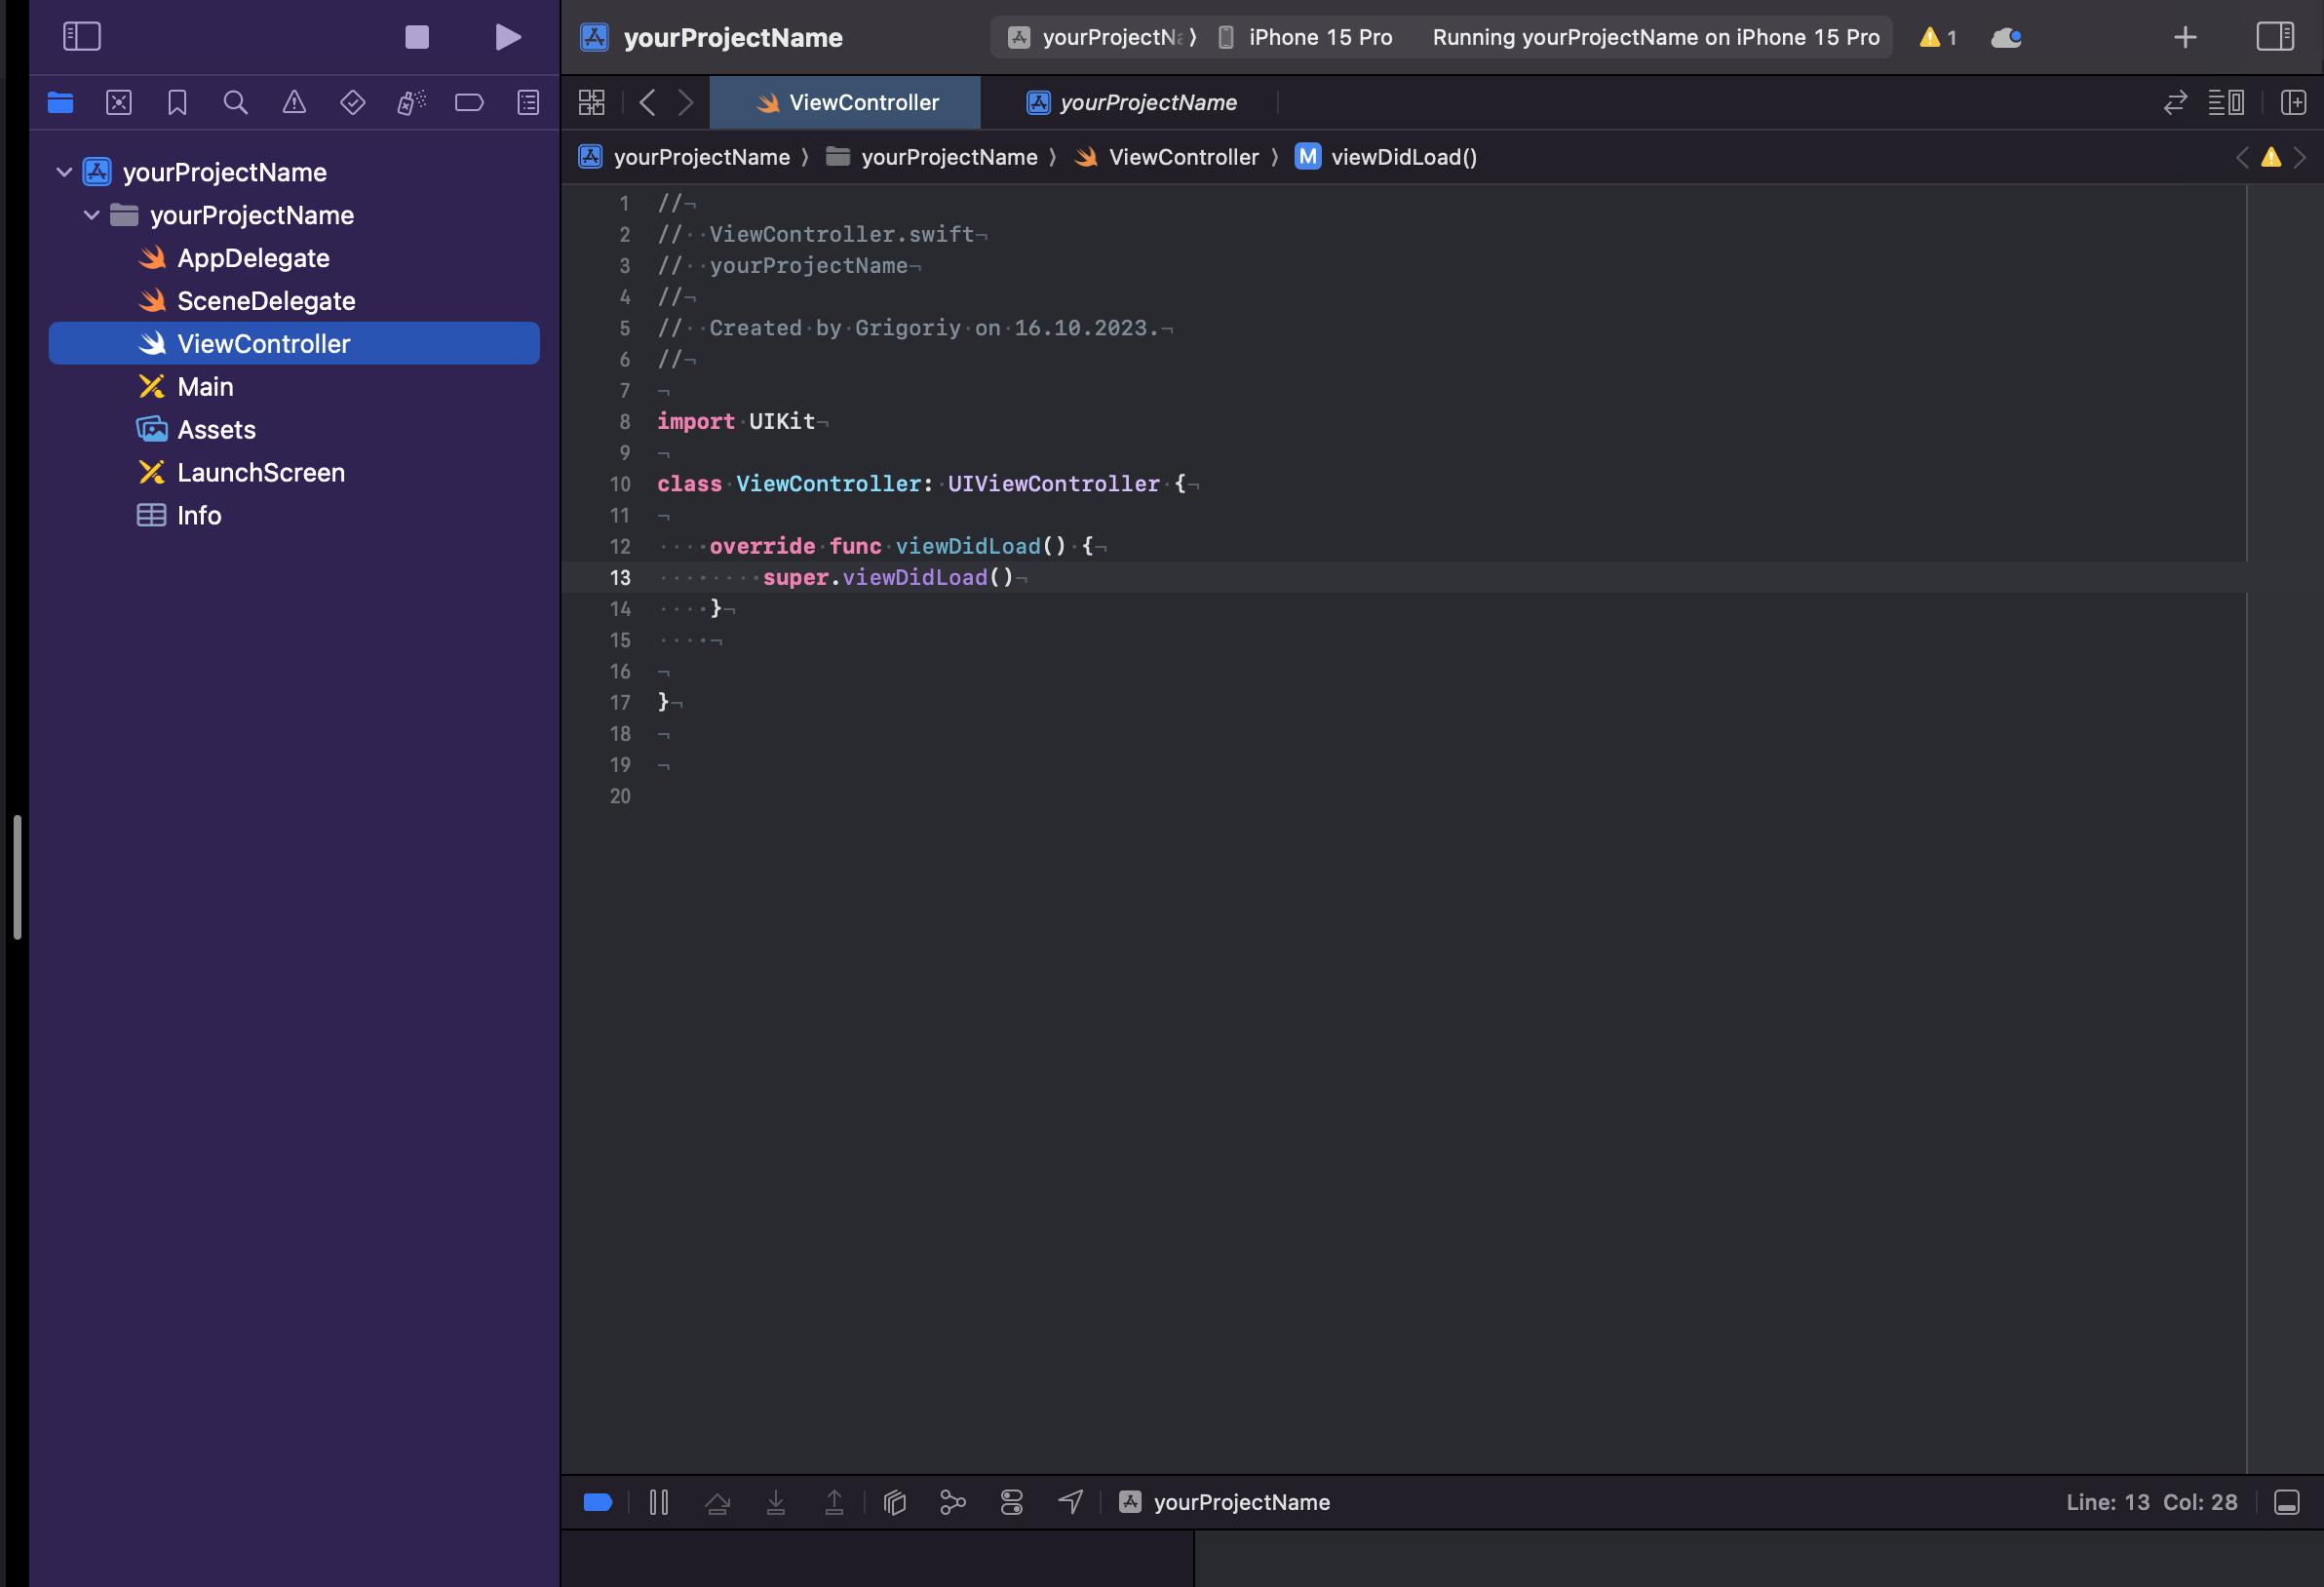 yourProjectName
yourProjectNa
iPhone 15 Pro
Running yourProjectName on iPhone 15 Pro
1
ViewController
yourProjectName
yourProjectName
yourProjectName
ViewController
M
viewDidLoad()
yourProjectName
yourProjectName
AppDelegate
SceneDelegate
ViewController
Main
Assets
LaunchScreen
Info
1 //
2 // ViewController.swift
3 // yourProjectName
4 //
5 // Created by Grigoriy on 16.10.2023.
6 //
7
8 import UIKit
9
10 class ViewController: UIViewController {
11
12 override func viewDidLoad() {
13 super.viewDidLoad()
14 }
15
16
17 }
18
19
20
yourProjectName
Line: 13 Col: 28